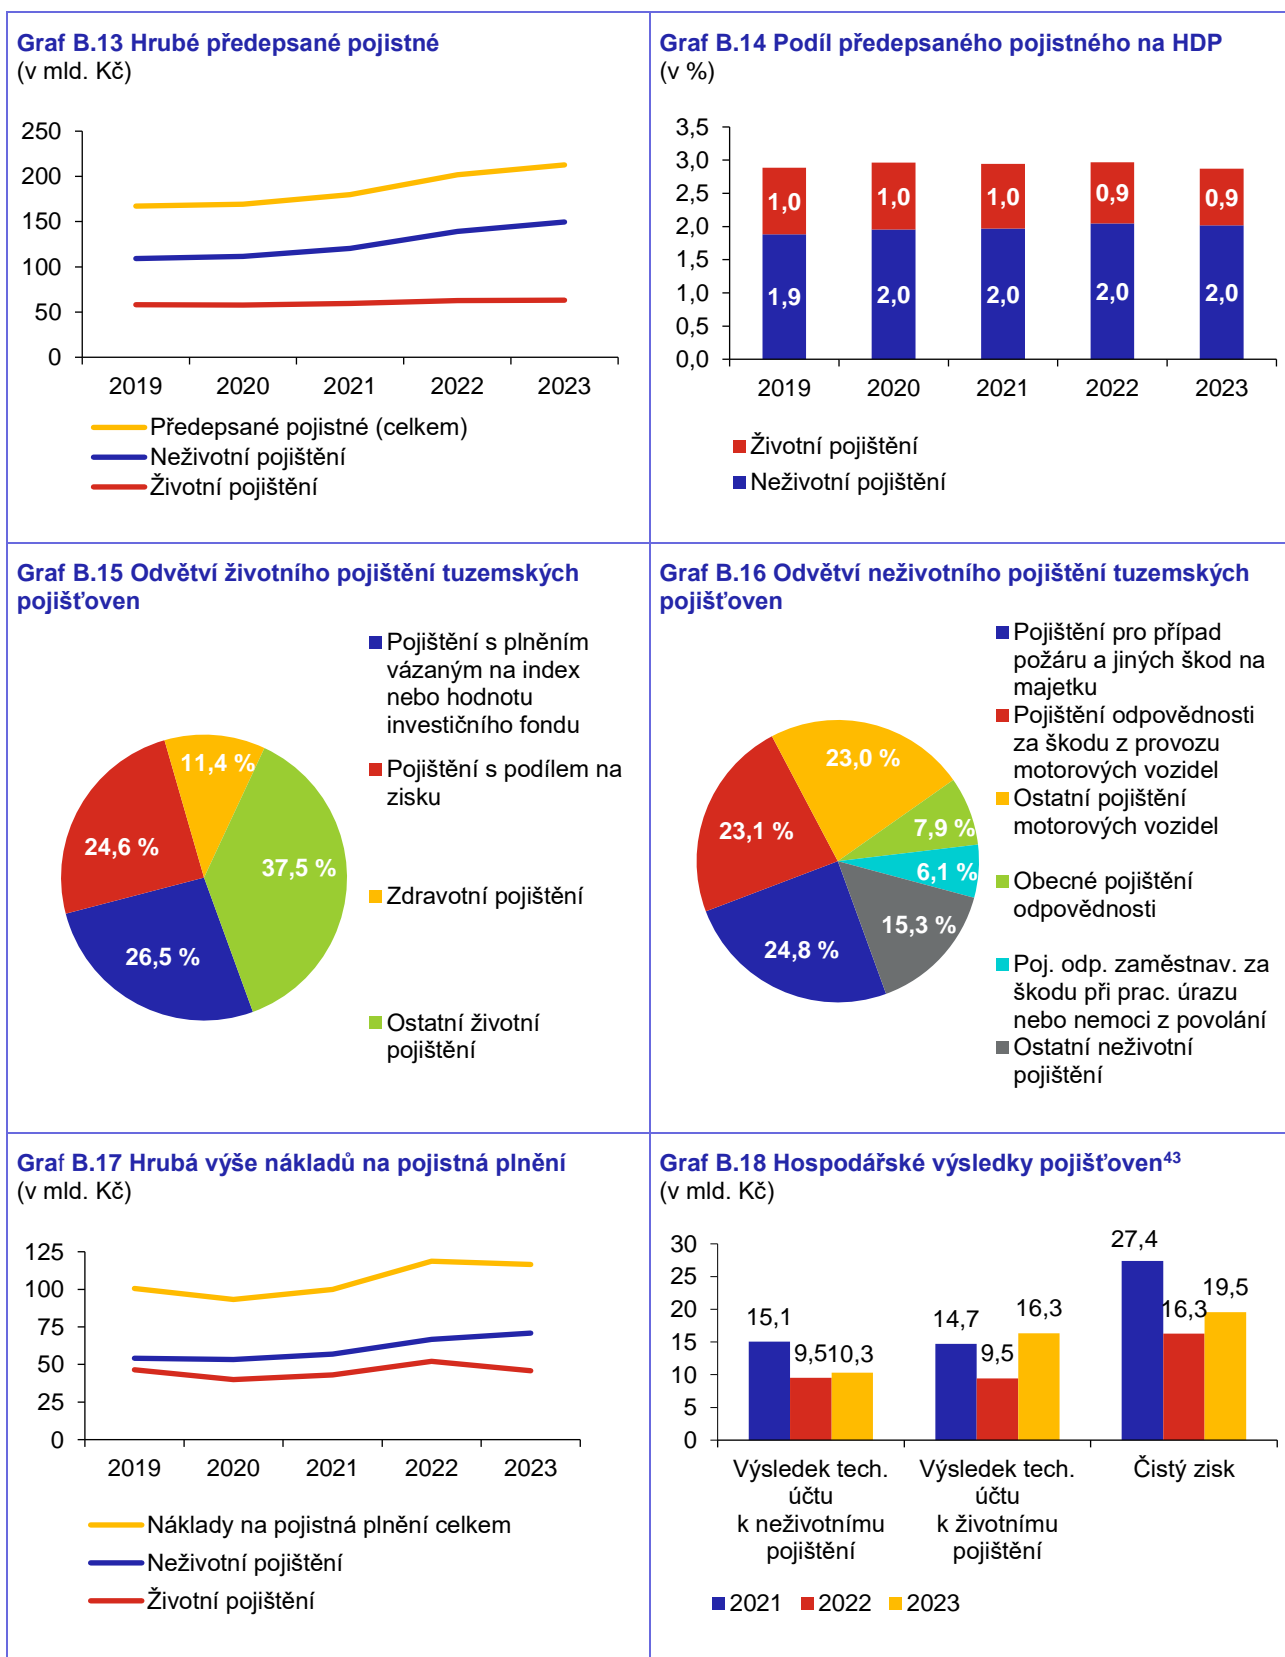 Graf B.13 Hrubé předepsané pojistné
(v mld. Kč)
250
200
150
100
50
0
2019 2020 2021 2022 2023
Předepsané pojistné (celkem)
Neživotní pojištění
Životní pojištění
Graf B.14 Podíl předepsaného pojistného na HDP
(v %)
3,5
3,0
2,5
2,0
1,5
1,0
0,5
0,0
1,0 1,0 1,0 0,9 0,9
1,9 2,0 2,0 2,0 2,0
2019 2020 2021 2022 2023
Životní pojištění
Neživotní pojištění
Graf B.15 Odvětví životního pojištění tuzemských
pojišťoven
11,4 %
24,6 %
37,5 %
26,5 %
Pojištění s plněním
vázaným na index
nebo hodnotu
investičního fondu
Pojištění s podílem na
zisku
Zdravotní pojištění
Ostatní životní
pojištění
Graf B.16 Odvětví neživotního pojištění tuzemských
pojišťoven
23,0 %
23,1 %
7,9 %
6,1 %
15,3 %
24,8 %
Pojištění pro případ
požáru a jiných škod na
majetku
Pojištění odpovědnosti
za škodu z provozu
motorových vozidel
Ostatní pojištění
motorových vozidel
Obecné pojištění
odpovědnosti
Poj. odp. zaměstnav. za
škodu při prac. úrazu
nebo nemoci z povolání
Ostatní neživotní
pojištění
Graf B.17 Hrubá výše nákladů na pojistná plnění
(v mld. Kč)
125
100
75
50
25
0
2019 2020 2021 2022 2023
Náklady na pojistná plnění celkem
Neživotní pojištění
Životní pojištění
Graf B.18 Hospodářské výsledky pojišťoven43
(v mld. Kč)
30
25
20
15
10
5
0
15,1 9,5 10,3
14,7 9,5 16,3
27,4 16,3 19,5
Výsledek tech.
účtu
k neživotnímu
pojištění
Výsledek tech.
účtu
k životnímu
pojištění
Čistý zisk
2021 2022 2023